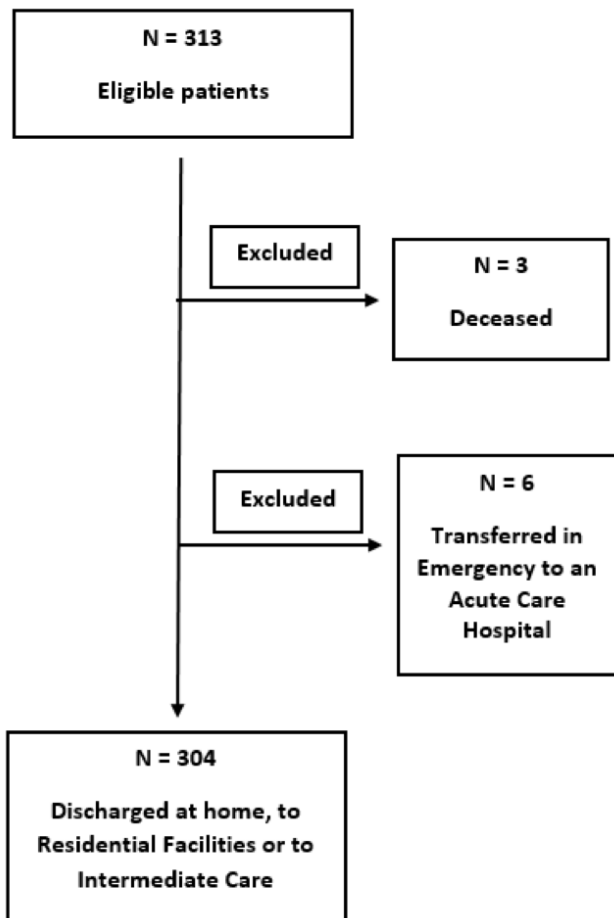 N = 313
Eligible patients
Excluded
N = 3
Deceased
Excluded
N = 6
Transferred in
Emergency to an
Acute Care
Hospital
N = 304
Discharged at home, to
Residential Facilities or to
Intermediate Care